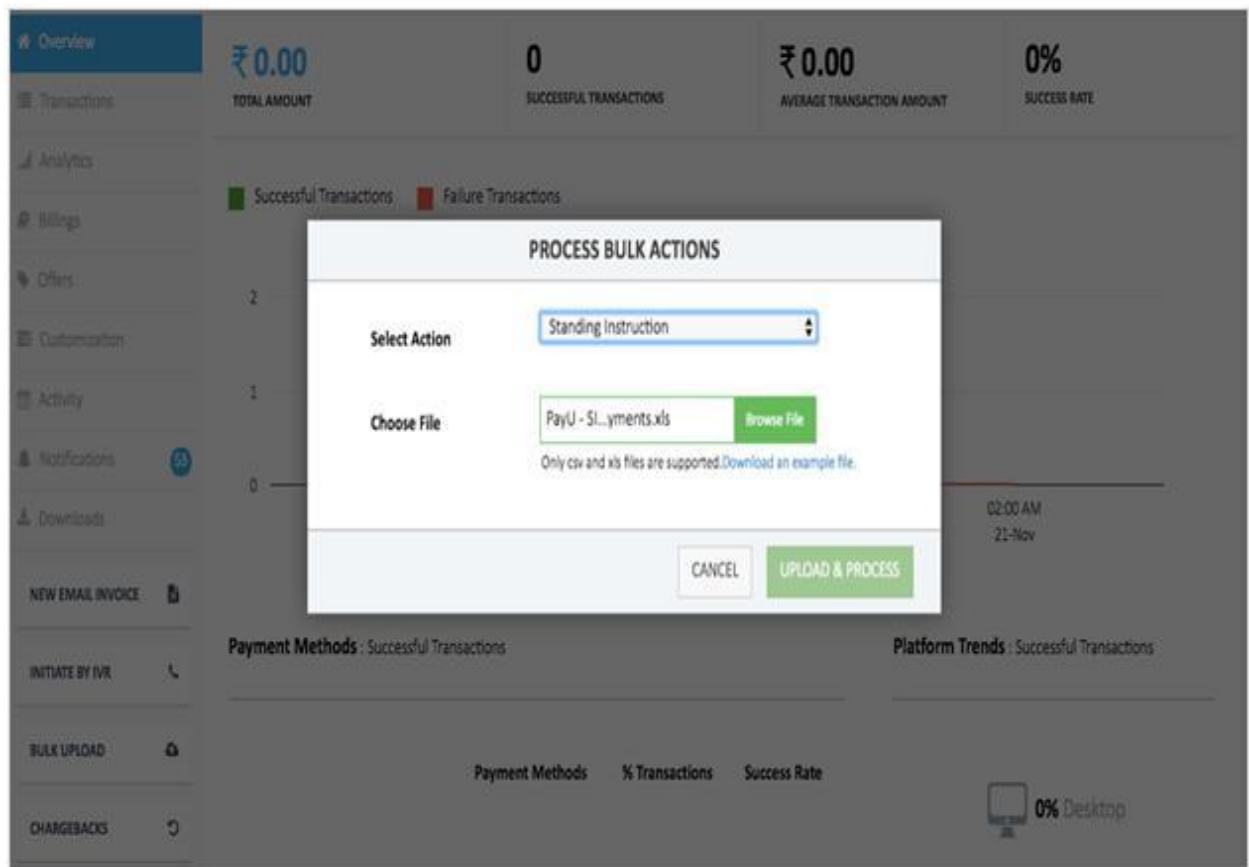 Overview
Transactions
Analytics
Billings
Offers
Customization
Activity
Notifications 53
Downloads
NEW EMAIL INVOICE
INITIATE BY IVR
BULK UPLOAD
CHARGEBACKS
₹ 0.00
TOTAL AMOUNT
0
SUCCESSFUL TRANSACTIONS
₹ 0.00
AVERAGE TRANSACTION AMOUNT
0%
SUCCESS RATE
Successful Transactions Failure Transactions
2
1
0
02:00 AM
21-Nov
PROCESS BULK ACTIONS
Select Action Standing Instruction
Choose File PayU - SI...yments.xls Browse File
Only csv and xls files are supported.Download an example file.
CANCEL UPLOAD & PROCESS
Payment Methods : Successful Transactions
Payment Methods % Transactions Success Rate
Platform Trends : Successful Transactions
0% Desktop